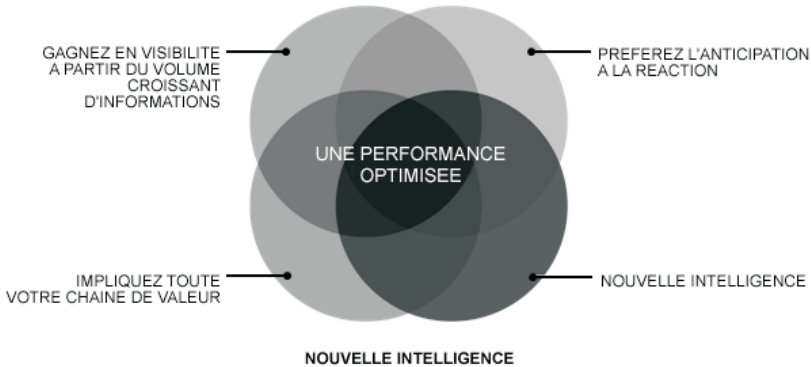 GAGNEZ EN VISIBILITE
A PARTIR DU VOLUME
CROISSANT
D'INFORMATIONS
PREFEREZ L'ANTICIPATION
A LA REACTION
UNE PERFORMANCE
OPTIMISEE
IMPLIQUEZ TOUTE
VOTRE CHAINE DE VALEUR
NOUVELLE INTELLIGENCE
NOUVELLE INTELLIGENCE